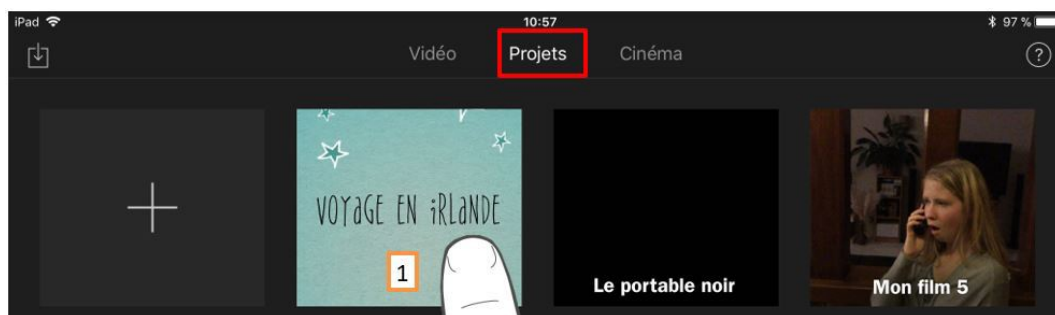 iPad 10:57 97 %
Vidéo Projets Cinéma ?
VOYaGE EN iRLaNDE
1
Le portable noir
Mon film 5